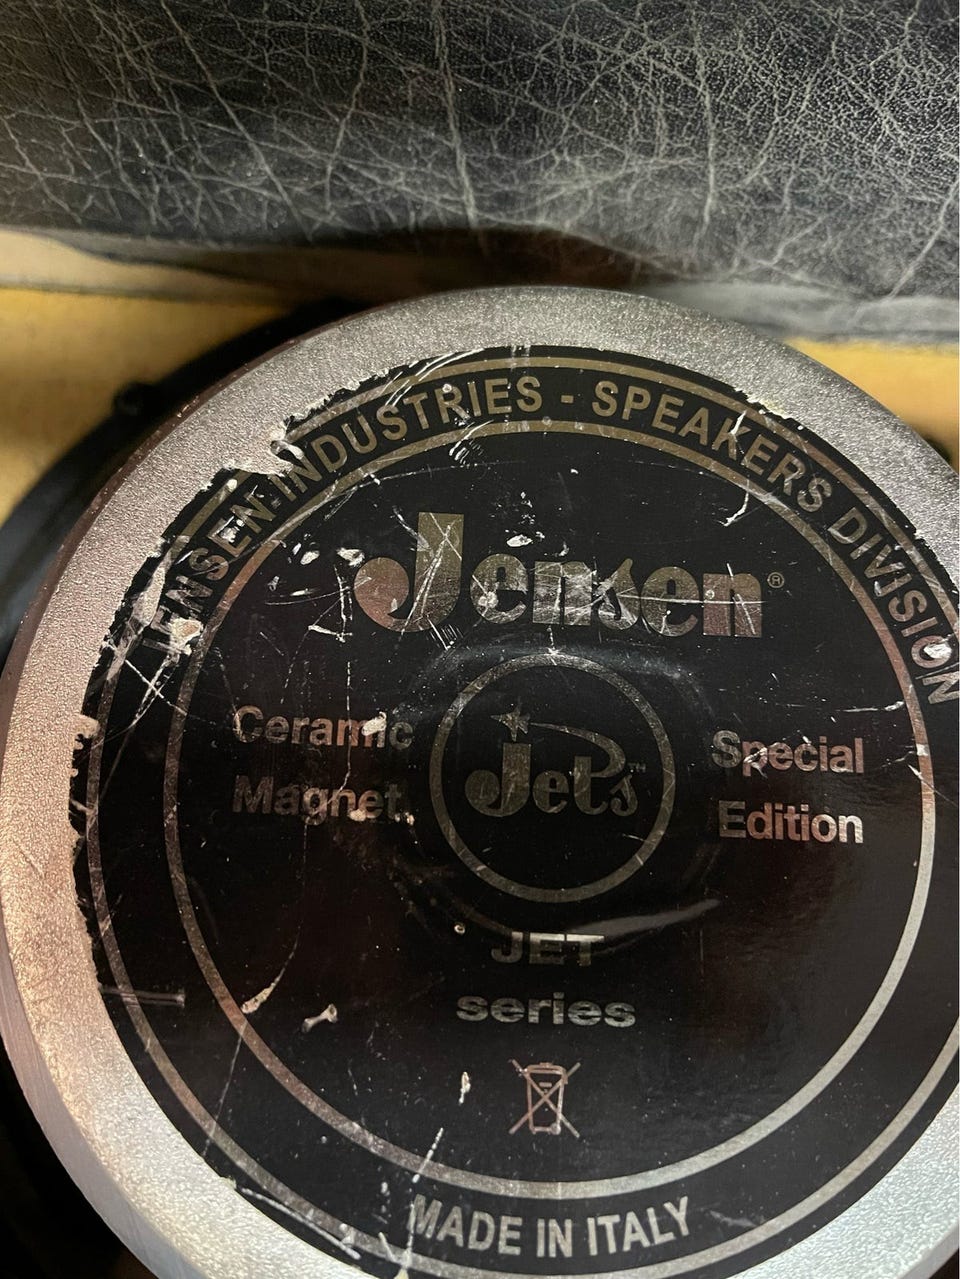 JENSEN INDUSTRIES - SPEAKERS DIVISION
Jensen®
Ceramic
Magnet
Jets™
Special
Edition
JET
series
MADE IN ITALY